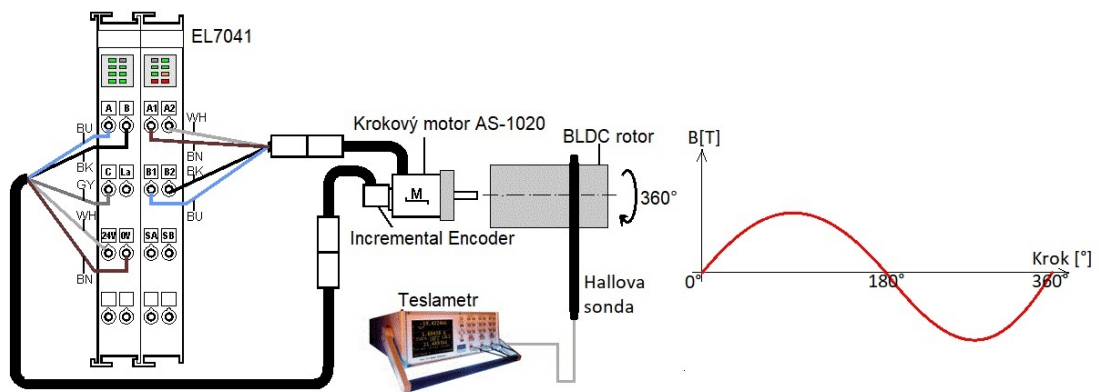 EL7041
A B A1 A2
BU
WH
BK
BN
C La B1 B2
GY
BK
WH
BU
24V 0V SA SB
BN
Krokový motor AS-1020
M
Incremental Encoder
BLDC rotor
360°
Teslametr
Hallova
sonda
B[T]
Krok [°]
0°
180°
360°